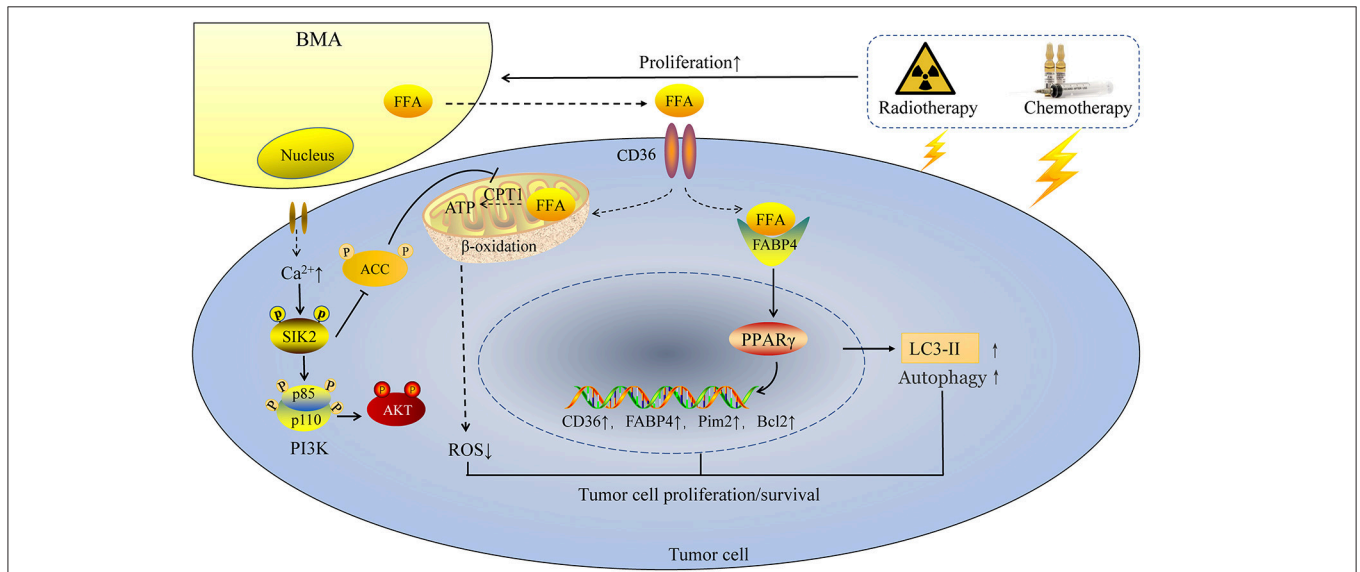 BMA
Proliferation↑
FFA
FFA
Radiotherapy
Chemotherapy
Nucleus
CD36
CPT1
ATP
FFA
β-oxidation
FFA
FABP4
P
P
ACC
Ca²⁺↑
P
P
SIK2
PPARγ
LC3-II ↑
Autophagy ↑
P
P
p85
p110
P
P
PI3K
P
P
AKT
CD36↑, FABP4↑, Pim2↑, Bcl2↑
ROS↓
Tumor cell proliferation/survival
Tumor cell